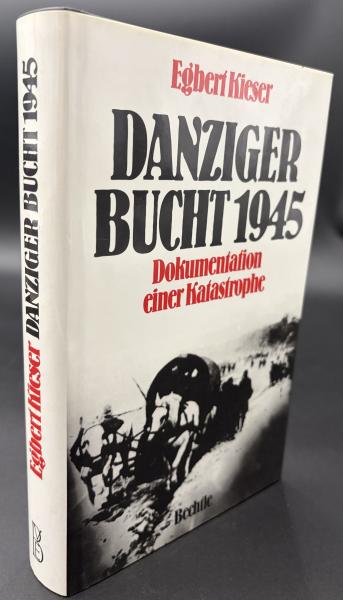 Egbert Kieser
DANZIGER
BUCHT 1945
Dokumentation
einer Katastrophe
Bechtle
Egbert Kieser DANZIGER BUCHT 1945